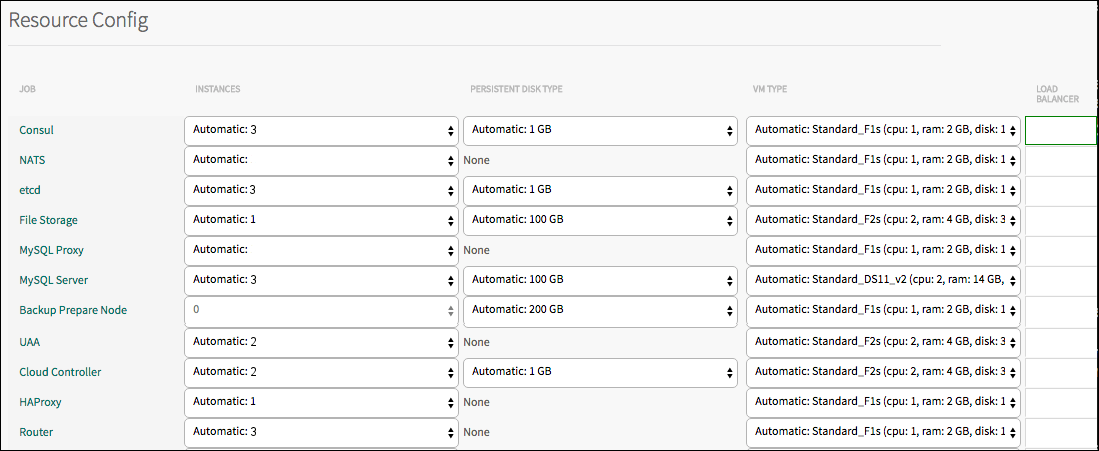 Resource Config
JOB INSTANCES PERSISTENT DISK TYPE VM TYPE LOAD BALANCER
Consul Automatic: 3 Automatic: 1 GB Automatic: Standard_F1s (cpu: 1, ram: 2 GB, disk: 1
NATS Automatic: None Automatic: Standard_F1s (cpu: 1, ram: 2 GB, disk: 1
etcd Automatic: 3 Automatic: 1 GB Automatic: Standard_F1s (cpu: 1, ram: 2 GB, disk: 1
File Storage Automatic: 1 Automatic: 100 GB Automatic: Standard_F2s (cpu: 2, ram: 4 GB, disk: 3
MySQL Proxy Automatic: None Automatic: Standard_F1s (cpu: 1, ram: 2 GB, disk: 1
MySQL Server Automatic: 3 Automatic: 100 GB Automatic: Standard_DS11_v2 (cpu: 2, ram: 14 GB,
Backup Prepare Node 0 Automatic: 200 GB Automatic: Standard_F1s (cpu: 1, ram: 2 GB, disk: 1
UAA Automatic: 2 None Automatic: Standard_F2s (cpu: 2, ram: 4 GB, disk: 3
Cloud Controller Automatic: 2 Automatic: 1 GB Automatic: Standard_F2s (cpu: 2, ram: 4 GB, disk: 3
HAProxy Automatic: 1 None Automatic: Standard_F1s (cpu: 1, ram: 2 GB, disk: 1
Router Automatic: 3 None Automatic: Standard_F1s (cpu: 1, ram: 2 GB, disk: 1